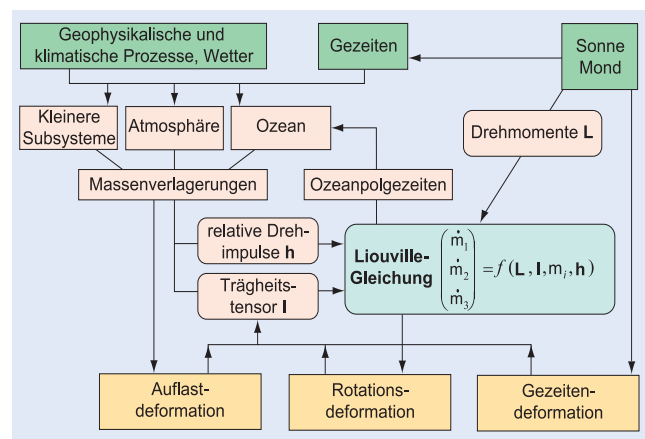 Geophysikalische und
klimatische Prozesse, Wetter
Gezeiten
Sonne
Mond
Kleinere
Subsysteme
Atmosphäre
Ozean
Drehmomente L
Massenverlagerungen
Ozeanpolgezeiten
relative Dreh-
impulse h
Liouville-
Gleichung
ṁ₁
ṁ₂
ṁ₃
= f (L , I, mᵢ, h)
Trägheits-
tensor I
Auflast-
deformation
Rotations-
deformation
Gezeiten-
deformation